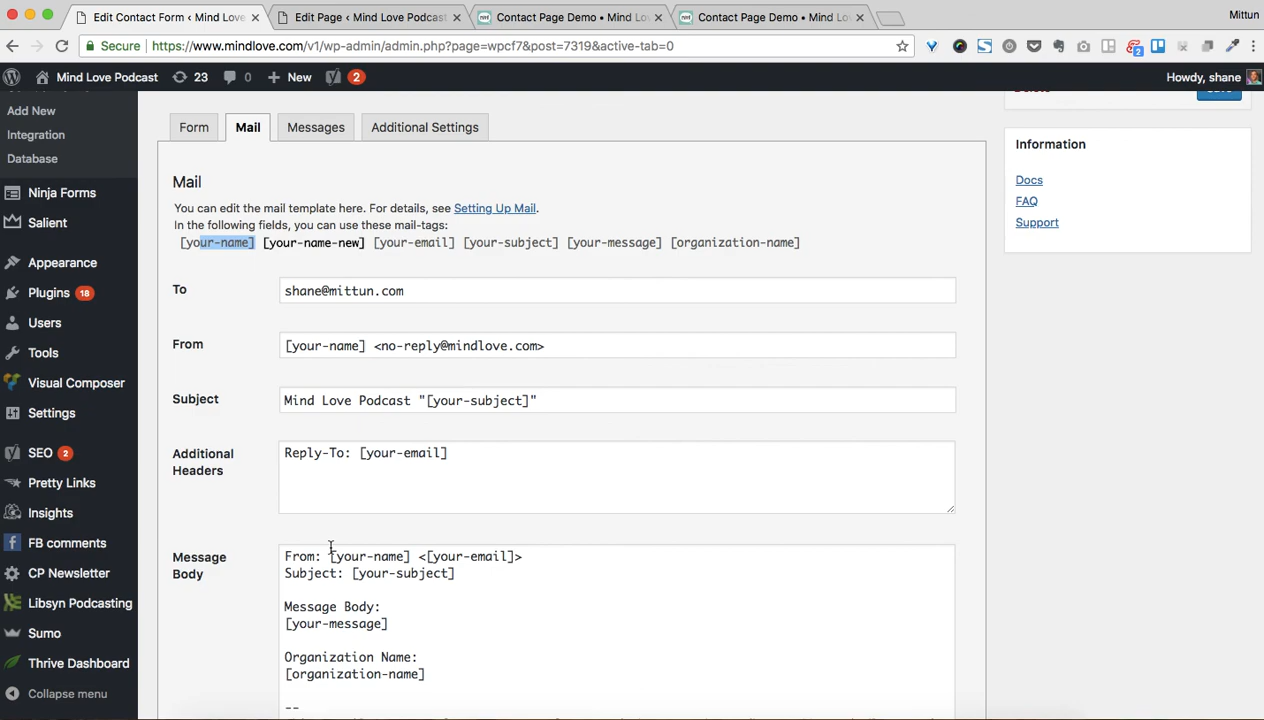 Edit Contact Form ‹ Mind Love
Edit Page ‹ Mind Love Podcast
Contact Page Demo • Mind Lo
Contact Page Demo • Mind Lo
Mittun
Secure https://www.mindlove.com/v1/wp-admin/admin.php?page=wpcf7&post=7319&active-tab=0
2
Mind Love Podcast 23 0 New 2 Howdy, shane
Add New
Integration
Database
Ninja Forms
Salient
Appearance
Plugins 18
Users
Tools
Visual Composer
Settings
SEO 2
Pretty Links
Insights
FB comments
CP Newsletter
Libsyn Podcasting
Sumo
Thrive Dashboard
Collapse menu
Form Mail Messages Additional Settings
Mail
You can edit the mail template here. For details, see Setting Up Mail.
In the following fields, you can use these mail-tags:
[your-name] [your-name-new] [your-email] [your-subject] [your-message] [organization-name]
To shane@mittun.com
From [your-name] <no-reply@mindlove.com>
Subject Mind Love Podcast "[your-subject]"
Additional Headers
Reply-To: [your-email]
Message Body
From: [your-name] <[your-email]>
Subject: [your-subject]
Message Body:
[your-message]
Organization Name:
[organization-name]
--
Information
Docs
FAQ
Support